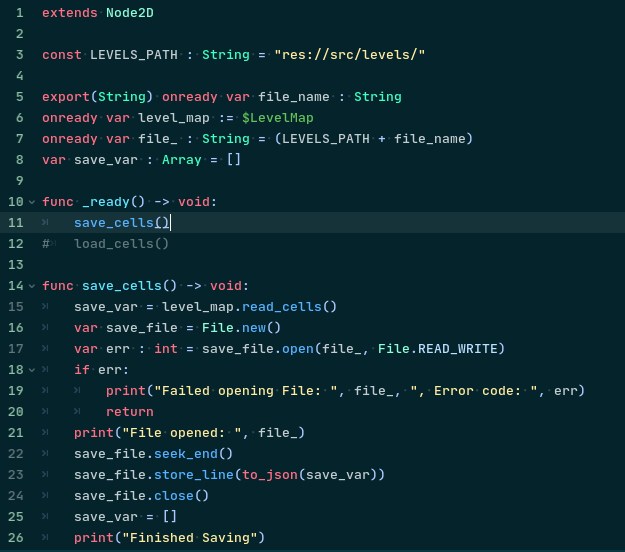 1 extends Node2D
2
3 const LEVELS_PATH : String = "res://src/levels/"
4
5 export(String) onready var file_name : String
6 onready var level_map := $LevelMap
7 onready var file_ : String = (LEVELS_PATH + file_name)
8 var save_var : Array = []
9
10 func _ready() -> void:
11 save_cells()
12 # load_cells()
13
14 func save_cells() -> void:
15 save_var = level_map.read_cells()
16 var save_file = File.new()
17 var err : int = save_file.open(file_, File.READ_WRITE)
18 if err:
19 print("Failed opening File: ", file_, ", Error code: ", err)
20 return
21 print("File opened: ", file_)
22 save_file.seek_end()
23 save_file.store_line(to_json(save_var))
24 save_file.close()
25 save_var = []
26 print("Finished Saving")